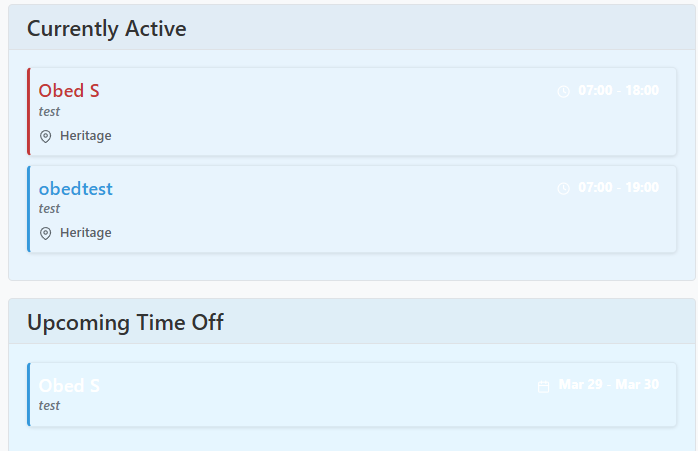 Currently Active
Obed S
07:00 - 18:00
test
Heritage
obedtest
07:00 - 19:00
test
Heritage
Upcoming Time Off
Obed S
Mar 29 - Mar 30
test